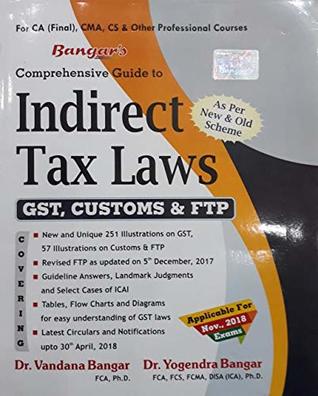 For CA (Final), CMA, CS & Other Professional Courses
Bangar's
Comprehensive Guide to
Indirect
Tax Laws
As Per
New & Old
Scheme
GST, CUSTOMS & FTP
COVERING
• New and Unique 251 Illustrations on GST,
57 Illustrations on Customs & FTP
• Revised FTP as updated on 5th December, 2017
• Guideline Answers, Landmark Judgments
and Select Cases of ICAI
• Tables, Flow Charts and Diagrams
for easy understanding of GST laws
• Latest Circulars and Notifications
upto 30th April, 2018
Applicable For
Nov., 2018
Exams
Dr. Vandana Bangar
FCA, Ph.D.
Dr. Yogendra Bangar
FCA, FCS, FCMA, DISA (ICA), Ph.D.